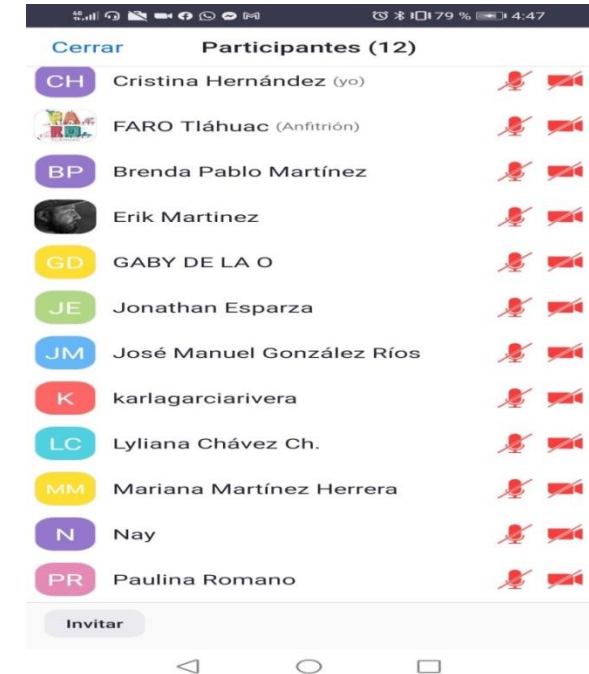 79 % 4:47
Cerrar Participantes (12)
CH Cristina Hernández (yo)
FARO Tláhuac (Anfitrión)
BP Brenda Pablo Martínez
Erik Martinez
GD GABY DE LA O
JE Jonathan Esparza
JM José Manuel González Ríos
K karlagarciarivera
LC Lyliana Chávez Ch.
MM Mariana Martínez Herrera
N Nay
PR Paulina Romano
Invitar